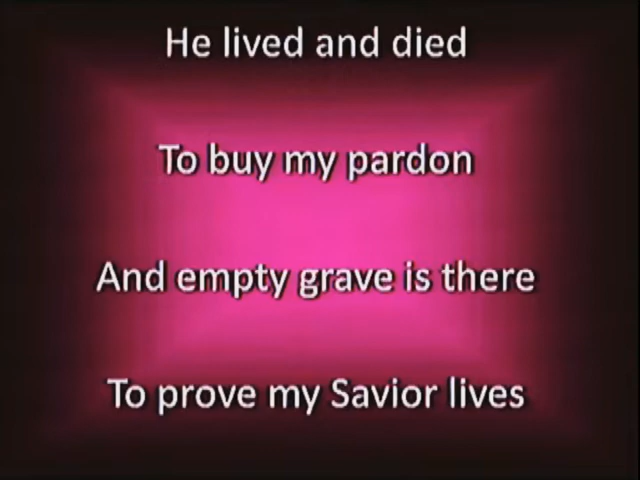 He lived and died
To buy my pardon
And empty grave is there
To prove my Savior lives